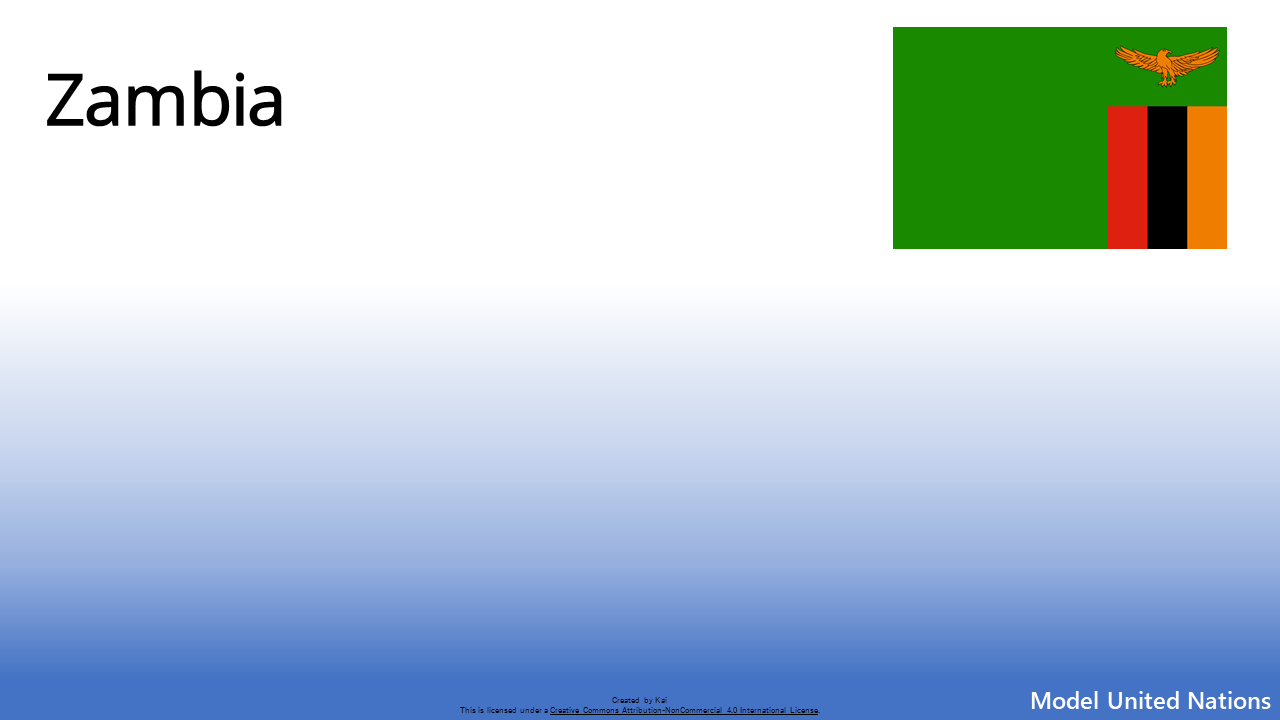 Zambia
Created by Kai
This is licensed under a Creative Commons Attribution-NonCommercial 4.0 International License.
Model United Nations